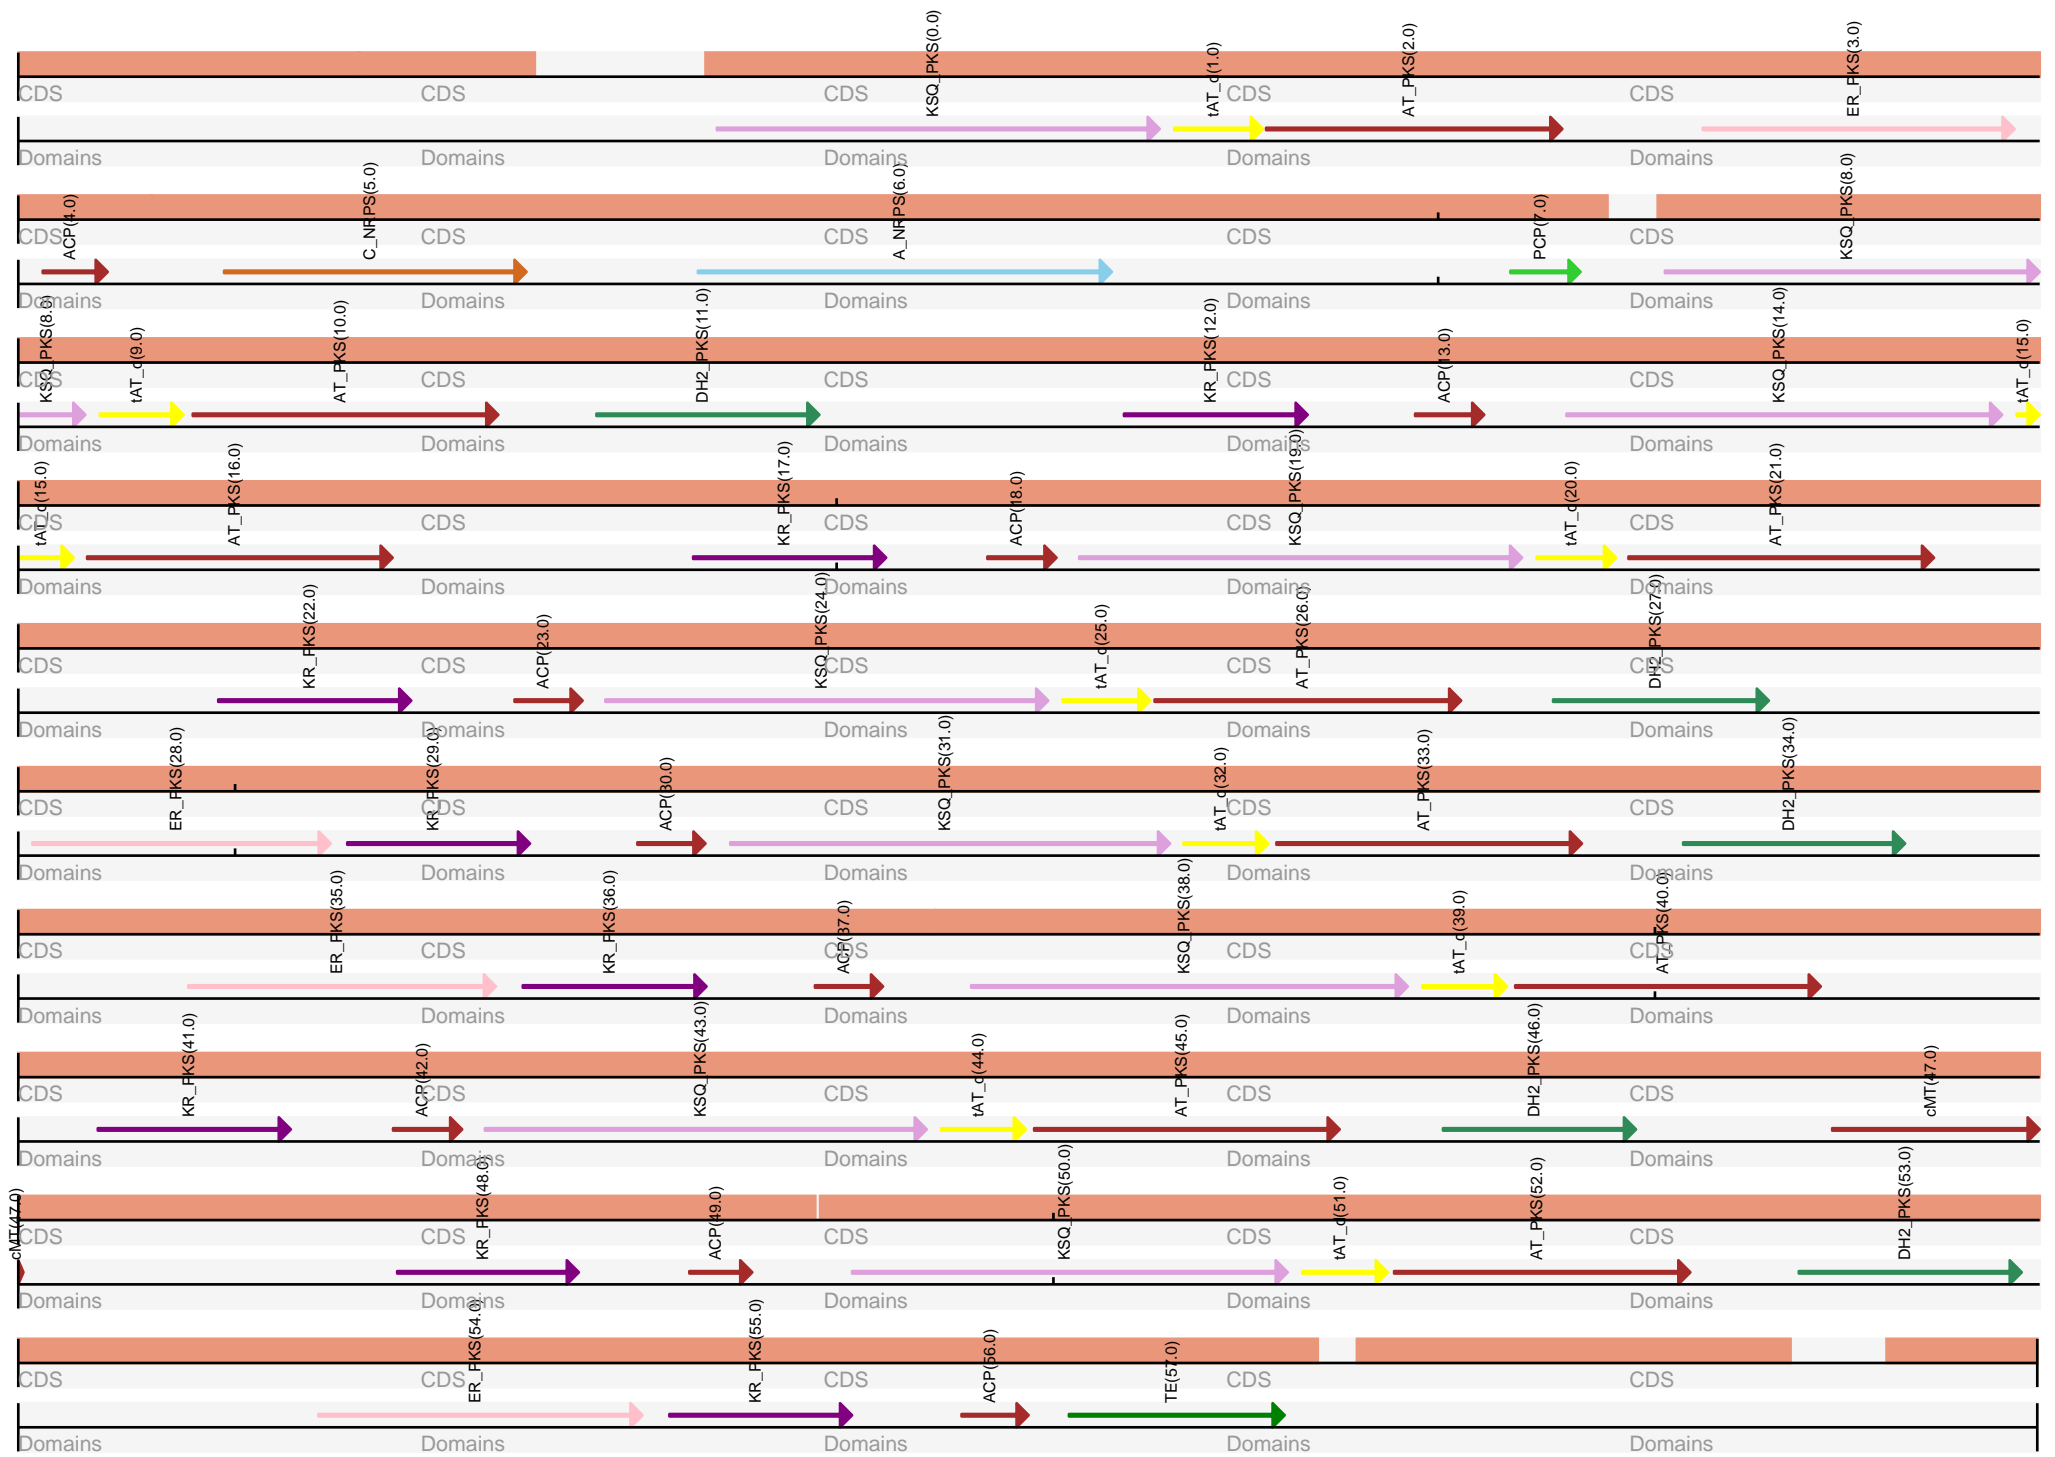 KSQ_PKS(0.0) tAT_d(1.0) AT_PKS(2.0) ER_PKS(3.0)
CDS CDS CDS CDS CDS
Domains Domains Domains Domains Domains
ACP(4.0) C_NRPS(5.0) A_NRPS(6.0) PCP(7.0) KSQ_PKS(8.0)
CDS CDS CDS CDS CDS
Domains Domains Domains Domains Domains
KSQ_PKS(8.0) tAT_d(9.0) AT_PKS(10.0) DH2_PKS(11.0) KR_PKS(12.0) ACP(13.0) KSQ_PKS(14.0) tAT_d(15.0)
CDS CDS CDS CDS CDS
Domains Domains Domains Domains Domains
tAT_d(15.0) AT_PKS(16.0) KR_PKS(17.0) ACP(18.0) KSQ_PKS(19.0) tAT_d(20.0) AT_PKS(21.0)
CDS CDS CDS CDS CDS
Domains Domains Domains Domains Domains
KR_PKS(22.0) ACP(23.0) KSQ_PKS(24.0) tAT_d(25.0) AT_PKS(26.0) DH2_PKS(27.0)
CDS CDS CDS CDS CDS
Domains Domains Domains Domains Domains
ER_PKS(28.0) KR_PKS(29.0) ACP(30.0) KSQ_PKS(31.0) tAT_d(32.0) AT_PKS(33.0) DH2_PKS(34.0)
CDS CDS CDS CDS CDS
Domains Domains Domains Domains Domains
ER_PKS(35.0) KR_PKS(36.0) ACP(37.0) KSQ_PKS(38.0) tAT_d(39.0) AT_PKS(40.0)
CDS CDS CDS CDS CDS
Domains Domains Domains Domains Domains
KR_PKS(41.0) ACP(42.0) KSQ_PKS(43.0) tAT_d(44.0) AT_PKS(45.0) DH2_PKS(46.0) cMT(47.0)
CDS CDS CDS CDS CDS
Domains Domains Domains Domains Domains
cMT(47.0) KR_PKS(48.0) ACP(49.0) KSQ_PKS(50.0) tAT_d(51.0) AT_PKS(52.0) DH2_PKS(53.0)
CDS CDS CDS CDS CDS
Domains Domains Domains Domains Domains
ER_PKS(54.0) KR_PKS(55.0) ACP(56.0) TE(57.0)
CDS CDS CDS CDS CDS
Domains Domains Domains Domains Domains